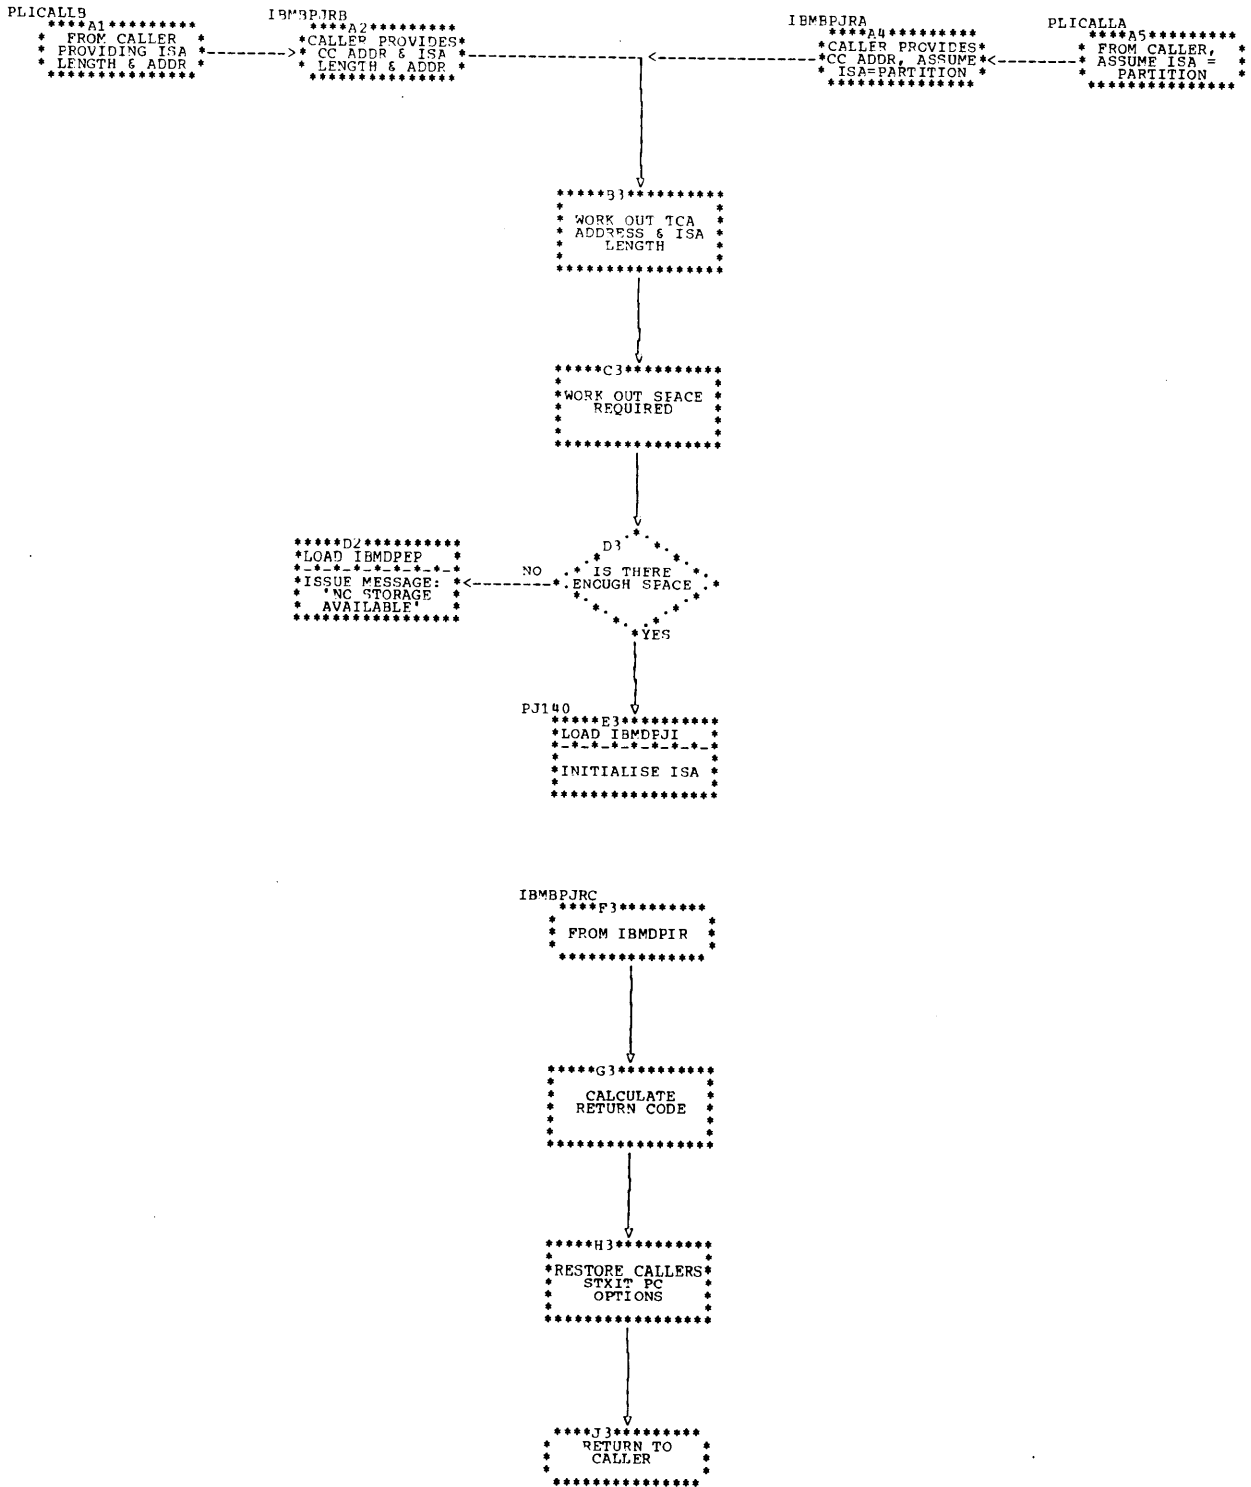 PLICALLB
A1
FROM CALLER
PROVIDING ISA
LENGTH & ADDR
IBMBPJRB
A2
CALLER PROVIDES
CC ADDR & ISA
LENGTH & ADDR
IBMBPJRA
A4
CALLER PROVIDES
CC ADDR, ASSUME
ISA=PARTITION
PLICALLA
A5
FROM CALLER,
ASSUME ISA =
PARTITION
B3
WORK OUT TCA
ADDRESS & ISA
LENGTH
C3
WORK OUT SPACE
REQUIRED
D2
LOAD IBMDPEP
ISSUE MESSAGE:
'NO STORAGE
AVAILABLE'
NO
D3
IS THERE
ENOUGH SPACE
YES
PJ140
E3
LOAD IBMDPJI
INITIALISE ISA
IBMBPJRC
F3
FROM IBMDPIR
G3
CALCULATE
RETURN CODE
H3
RESTORE CALLERS
STXIT PC
OPTIONS
J3
RETURN TO
CALLER